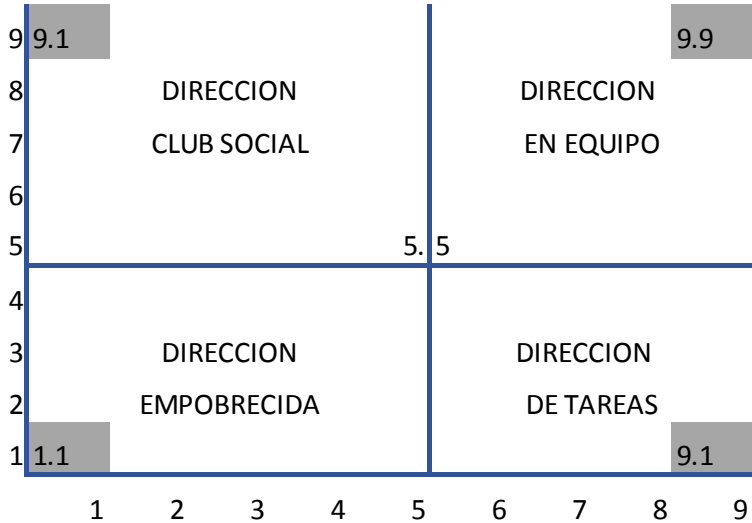 9 9.1 9.9
8 DIRECCION DIRECCION
7 CLUB SOCIAL EN EQUIPO
6
5 5. 5
4
3 DIRECCION DIRECCION
2 EMPOBRECIDA DE TAREAS
1 1.1 9.1
1 2 3 4 5 6 7 8 9